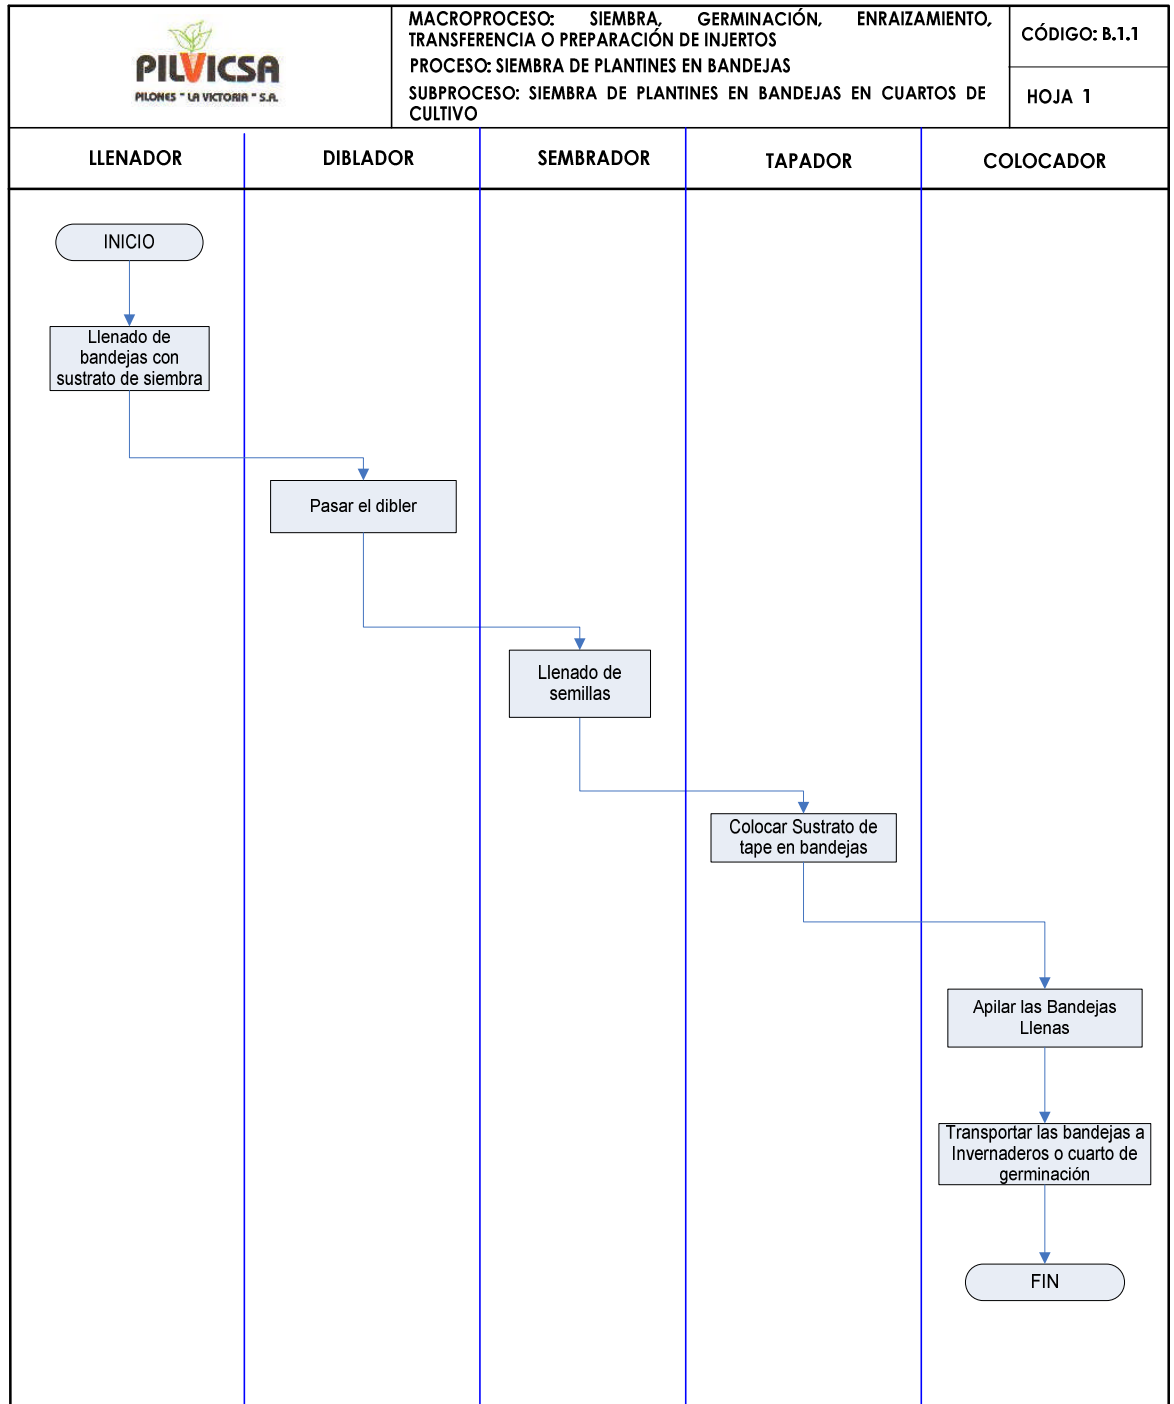 PILVICSA
PILONES " LA VICTORIA " S.A.
MACROPROCESO: SIEMBRA, GERMINACIÓN, ENRAIZAMIENTO,
TRANSFERENCIA O PREPARACIÓN DE INJERTOS
PROCESO: SIEMBRA DE PLANTINES EN BANDEJAS
SUBPROCESO: SIEMBRA DE PLANTINES EN BANDEJAS EN CUARTOS DE
CULTIVO
CÓDIGO: B.1.1
HOJA 1
LLENADOR
DIBLADOR
SEMBRADOR
TAPADOR
COLOCADOR
INICIO
Llenado de
bandejas con
sustrato de siembra
Pasar el dibler
Llenado de
semillas
Colocar Sustrato de
tape en bandejas
Apilar las Bandejas
Llenas
Transportar las bandejas a
Invernaderos o cuarto de
germinación
FIN